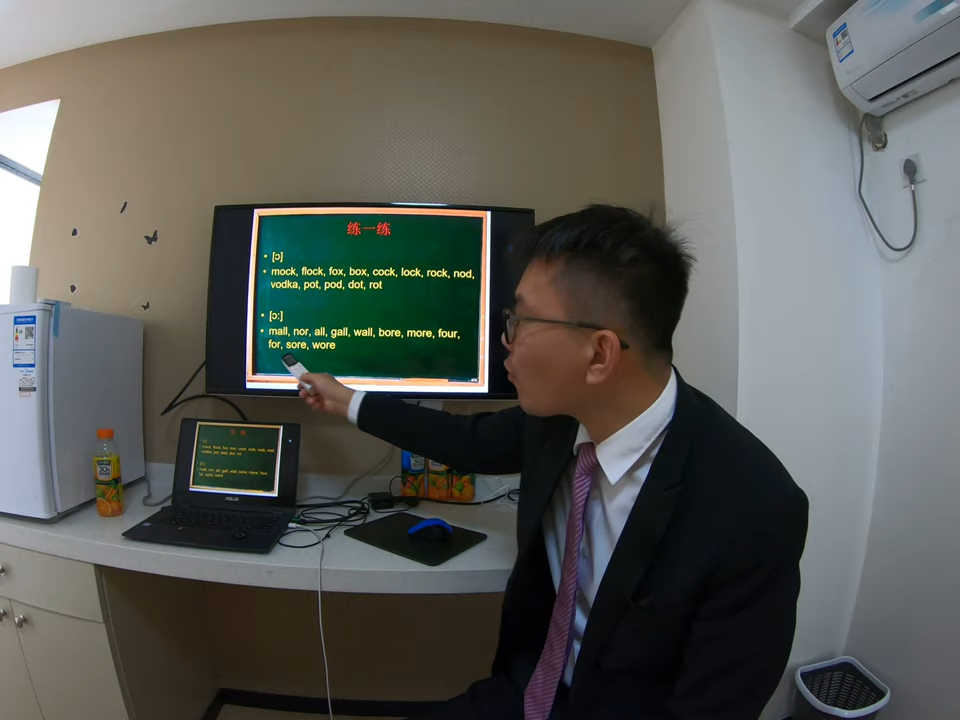 练一练
• [ɔ]
• mock, flock, fox, box, cock, lock, rock, nod,
vodka, pot, pod, dot, rot
• [ɔ:]
• mall, nor, all, gall, wall, bore, more, four,
for, sore, wore
ASUS